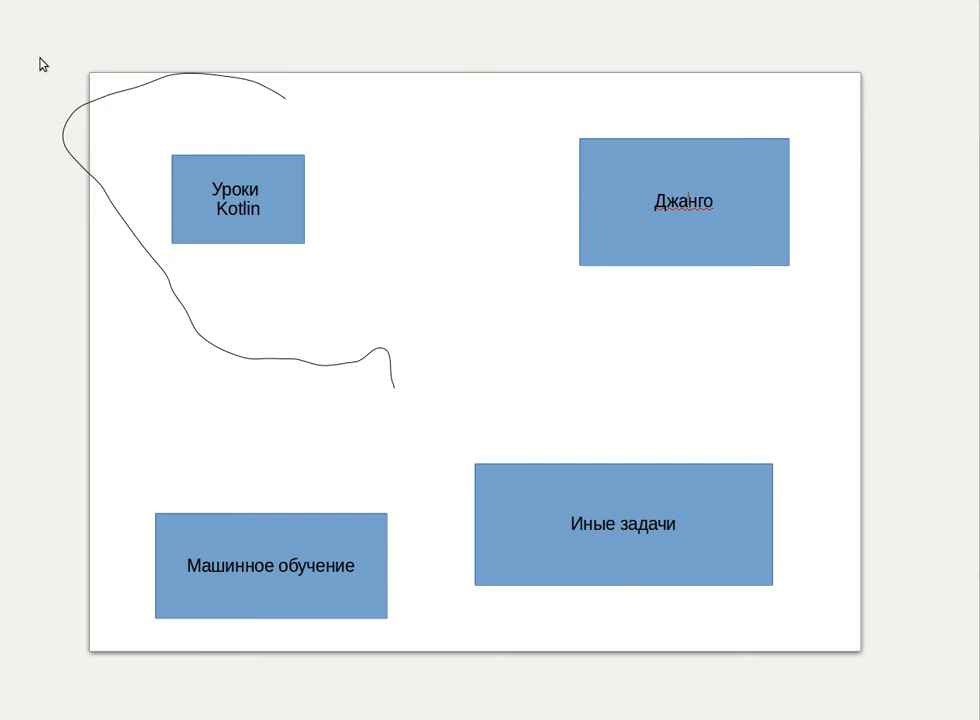 Уроки
Kotlin
Джанго
Иные задачи
Машинное обучение